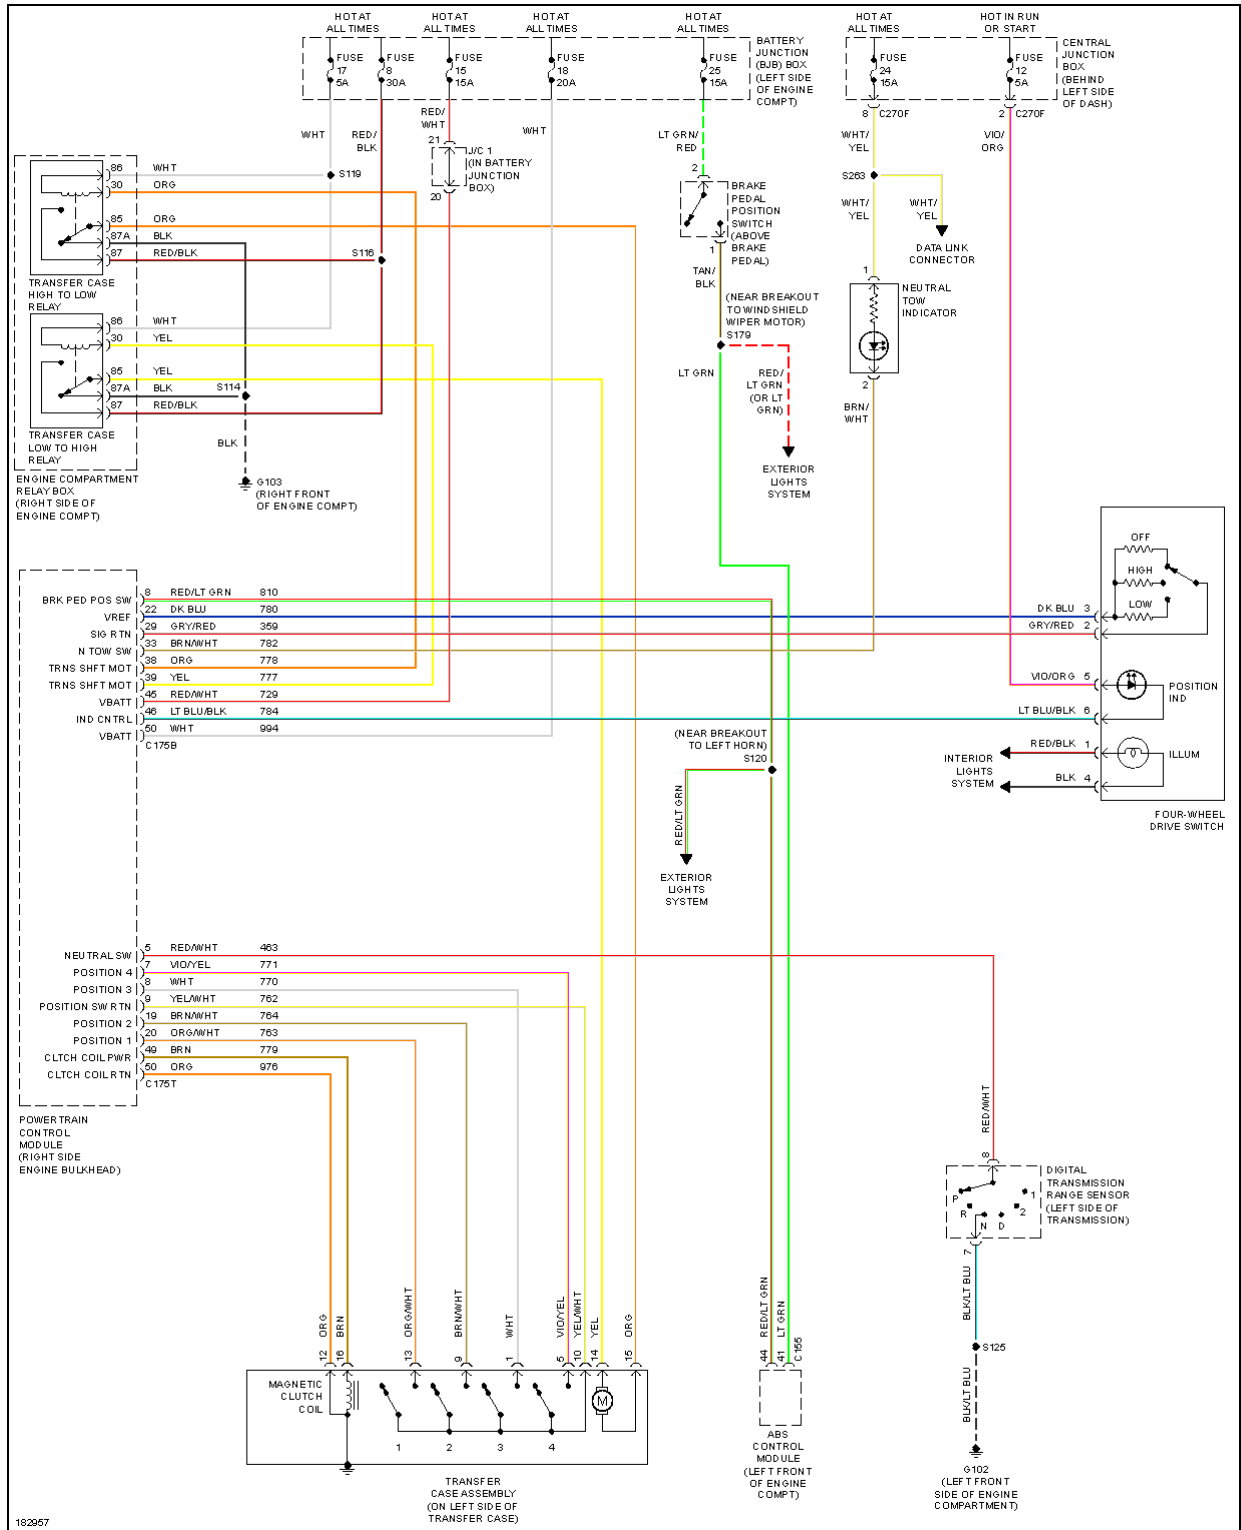 HOT AT
ALL TIMES
HOT AT
ALL TIMES
HOT AT
ALL TIMES
HOT AT
ALL TIMES
HOT AT
ALL TIMES
HOT IN RUN
OR START
FUSE
17
5A
FUSE
8
30A
FUSE
15
15A
FUSE
18
20A
FUSE
25
15A
BATTERY
JUNCTION
(BJB) BOX
(LEFT SIDE
OF ENGINE
COMPT)
FUSE
24
15A
FUSE
12
5A
CENTRAL
JUNCTION
BOX
(BEHIND
LEFT SIDE
OF DASH)
8
C270F
2
C270F
WHT
RED/
BLK
RED/
WHT
WHT
LT GRN/
RED
WHT/
YEL
VIO/
ORG
21
J/C 1
(IN BATTERY
JUNCTION
BOX)
20
2
BRAKE
PEDAL
POSITION
SWITCH
(ABOVE
BRAKE
PEDAL)
1
TAN/
BLK
S263
WHT/
YEL
WHT/
YEL
DATA LINK
CONNECTOR
1
NEUTRAL
TOW
INDICATOR
2
BRN/
WHT
86
WHT
30
ORG
85
ORG
87A
BLK
87
RED/BLK
S119
S116
TRANSFER CASE
HIGH TO LOW
RELAY
86
WHT
30
YEL
85
YEL
87A
BLK
87
RED/BLK
S114
BLK
TRANSFER CASE
LOW TO HIGH
RELAY
ENGINE COMPARTMENT
RELAY BOX
(RIGHT SIDE OF
ENGINE COMPT)
G103
(RIGHT FRONT
OF ENGINE COMPT)
(NEAR BREAKOUT
TO WINDSHIELD
WIPER MOTOR)
S179
LT GRN
RED/
LT GRN
(OR LT
GRN)
EXTERIOR
LIGHTS
SYSTEM
BRK PED POS SW
8
RED/LT GRN
810
VREF
22
DK BLU
780
SIG RTN
29
GRY/RED
359
N TOW SW
33
BRN/WHT
782
TRNS SHFT MOT
38
ORG
778
TRNS SHFT MOT
39
YEL
777
VBATT
45
RED/WHT
729
IND CNTRL
46
LT BLU/BLK
784
VBATT
50
WHT
994
C175B
OFF
HIGH
LOW
DK BLU
3
GRY/RED
2
VIO/ORG
5
POSITION
IND
LT BLU/BLK
6
RED/BLK
1
ILLUM
BLK
4
INTERIOR
LIGHTS
SYSTEM
FOUR-WHEEL
DRIVE SWITCH
(NEAR BREAKOUT
TO LEFT HORN)
S120
RED/LT GRN
EXTERIOR
LIGHTS
SYSTEM
NEUTRAL SW
5
RED/WHT
463
POSITION 4
7
VIO/YEL
771
POSITION 3
8
WHT
770
POSITION SW RTN
9
YEL/WHT
762
POSITION 2
19
BRN/WHT
764
POSITION 1
20
ORG/WHT
763
CLTCH COIL PWR
49
BRN
779
CLTCH COIL RTN
50
ORG
976
C175T
POWERTRAIN
CONTROL
MODULE
(RIGHT SIDE
ENGINE BULKHEAD)
RED/WHT
8
DIGITAL
TRANSMISSION
RANGE SENSOR
(LEFT SIDE OF
TRANSMISSION)
P
R
N
D
2
1
7
BLK/LT BLU
S125
BLK/LT BLU
G102
(LEFT FRONT
SIDE OF ENGINE
COMPARTMENT)
12
ORG
16
BRN
13
ORG/WHT
9
BRN/WHT
1
WHT
5
VIO/YEL
10
YEL/WHT
14
YEL
15
ORG
44
RED/LT GRN
41
LT GRN
C155
MAGNETIC
CLUTCH
COIL
M
1
2
3
4
TRANSFER
CASE ASSEMBLY
(ON LEFT SIDE OF
TRANSFER CASE)
ABS
CONTROL
MODULE
(LEFT FRONT
OF ENGINE
COMPT)
182957